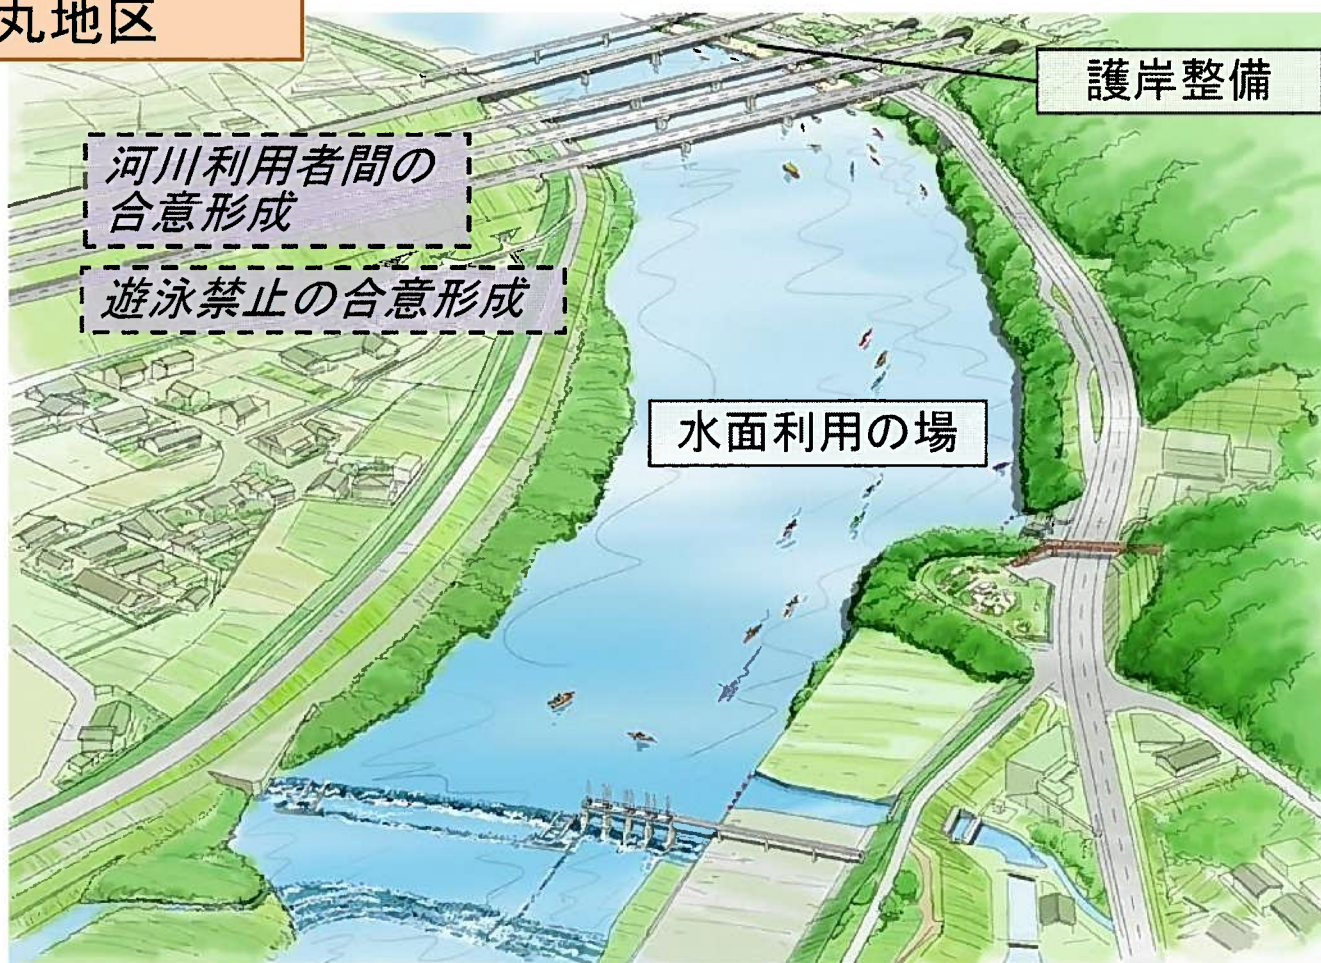 丸地区
護岸整備
河川利用者間の
合意形成
遊泳禁止の合意形成
水面利用の場